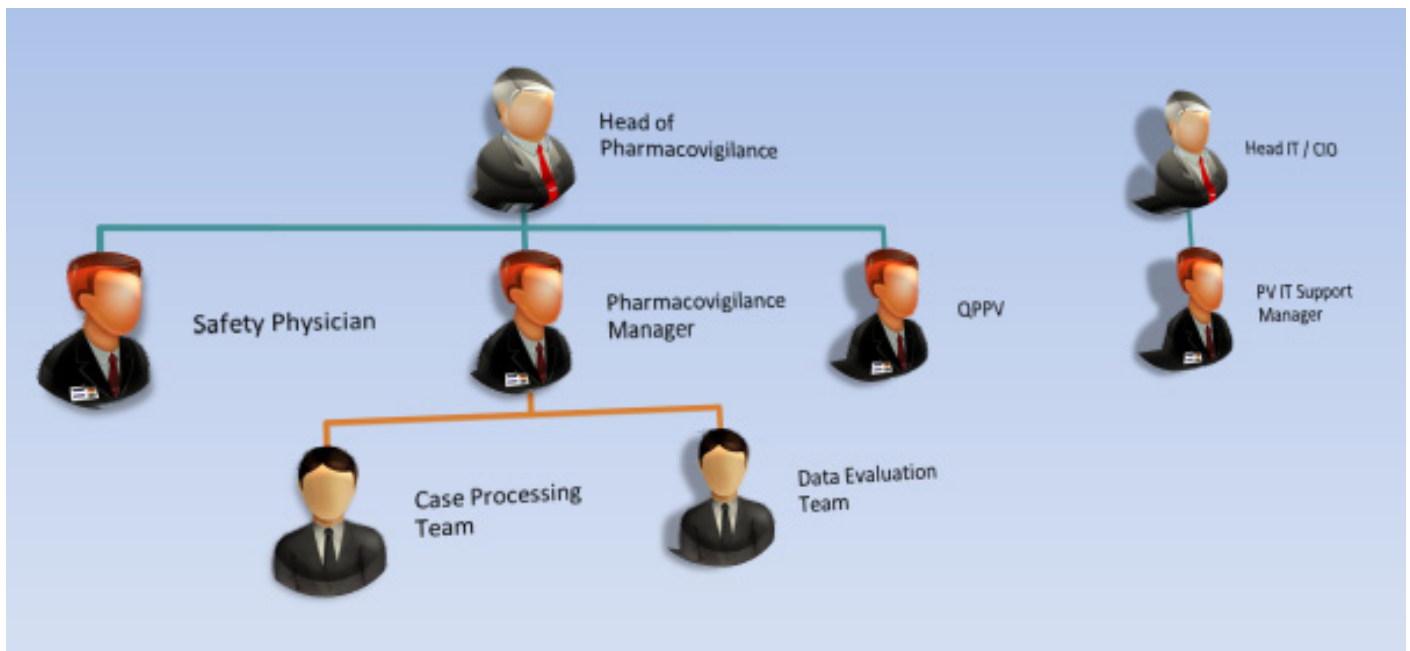 Head of
Pharmacovigilance
Head IT / CIO
Safety Physician
Pharmacovigilance
Manager
QPPV
PV IT Support
Manager
Case Processing
Team
Data Evaluation
Team